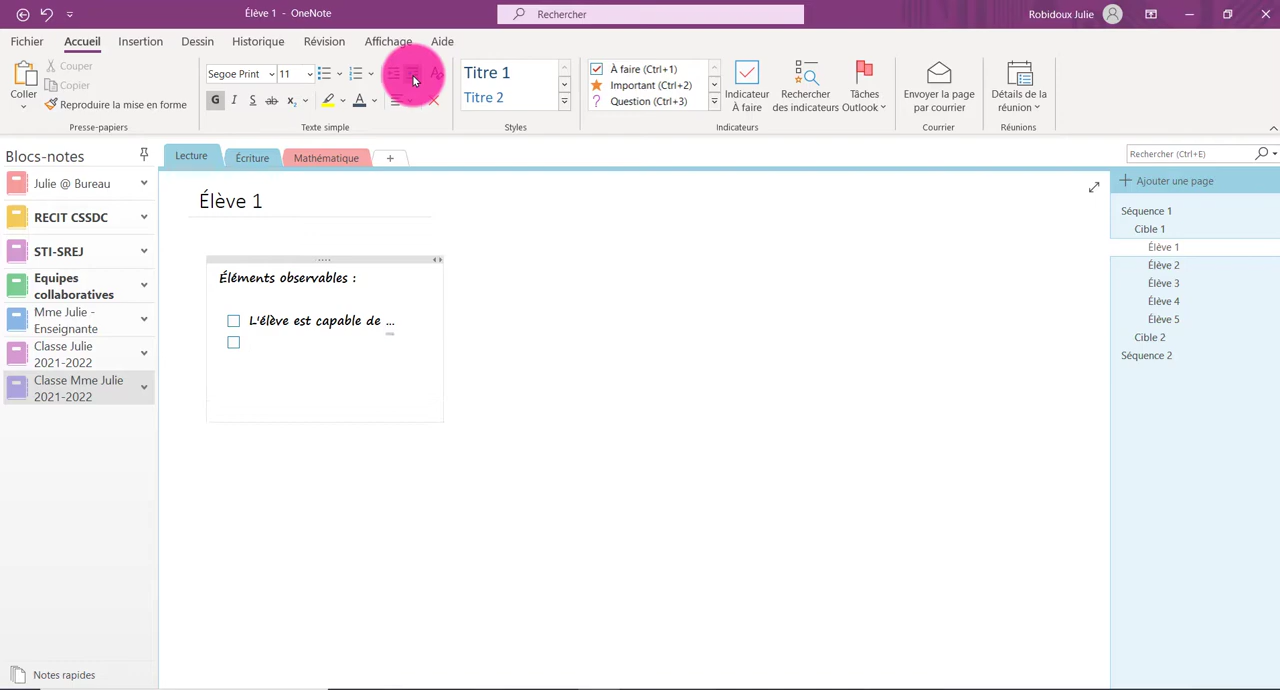 Élève 1 - OneNote
Rechercher
Robidoux Julie
Fichier
Accueil
Insertion
Dessin
Historique
Révision
Affichage
Aide
Coller
Couper
Copier
Reproduire la mise en forme
Presse-papiers
Segoe Print
11
G I S ab x₂
A
Texte simple
Titre 1
Titre 2
Styles
À faire (Ctrl+1)
Important (Ctrl+2)
? Question (Ctrl+3)
Indicateurs
Indicateur
À faire
Rechercher
des indicateurs
Tâches
Outlook
Envoyer la page
par courrier
Courrier
Détails de la
réunion
Réunions
Blocs-notes
Julie @ Bureau
RECIT CSSDC
STI-SREJ
Equipes
collaboratives
Mme Julie -
Enseignante
Classe Julie
2021-2022
Classe Mme Julie
2021-2022
Notes rapides
Lecture
Écriture
Mathématique
+
Rechercher (Ctrl+E)
Élève 1
Éléments observables :
L'élève est capable de ...
+ Ajouter une page
Séquence 1
Cible 1
Élève 1
Élève 2
Élève 3
Élève 4
Élève 5
Cible 2
Séquence 2